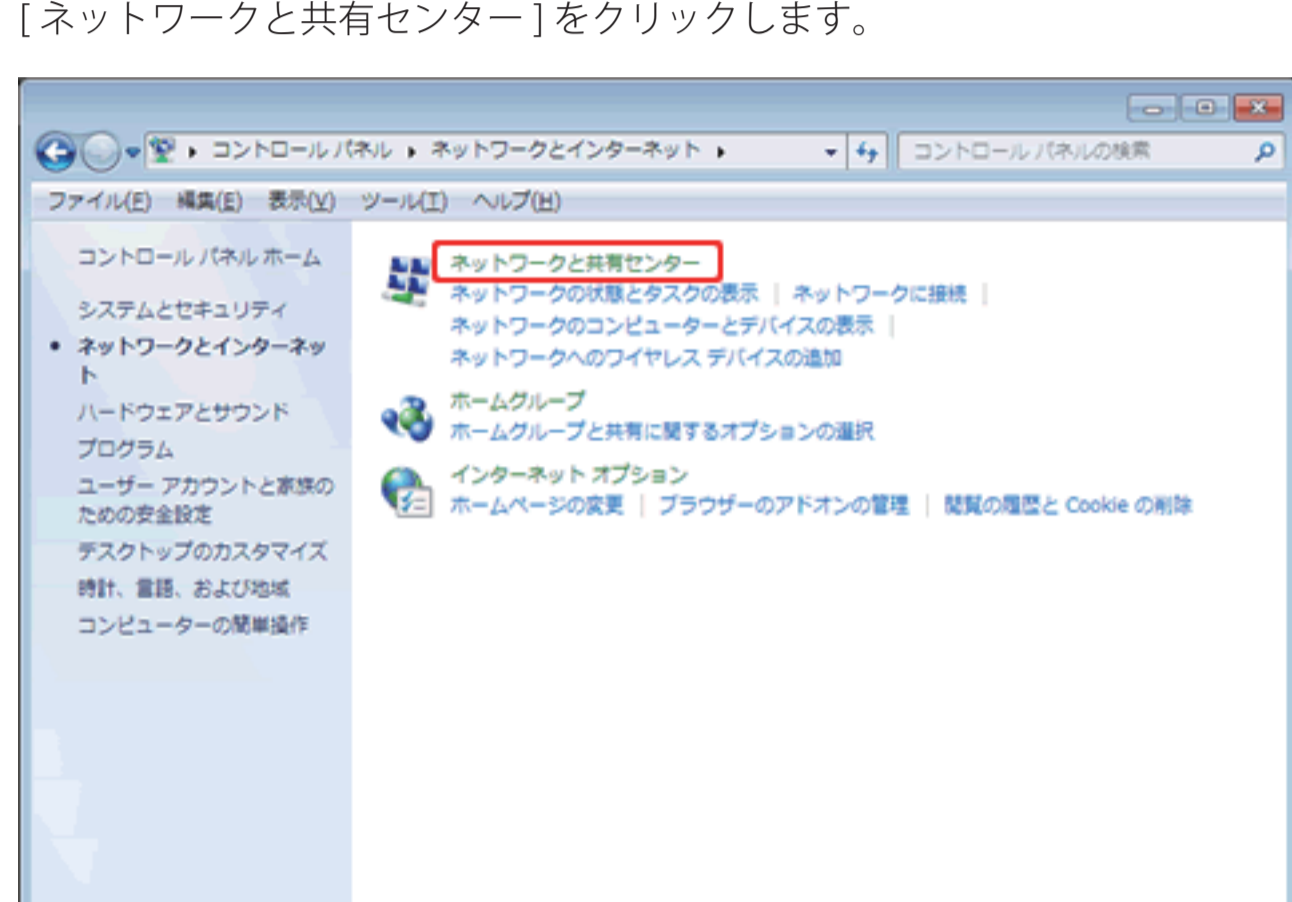 [ ネットワークと共有センター ] をクリックします。
コントロール パネル ネットワークとインターネット
コントロール パネルの検索
ファイル(F) 編集(E) 表示(V) ツール(T) ヘルプ(H)
コントロール パネル ホーム
システムとセキュリティ
• ネットワークとインターネッ
ト
ハードウェアとサウンド
プログラム
ユーザー アカウントと家族の
ための安全設定
デスクトップのカスタマイズ
時計、言語、および地域
コンピューターの簡単操作
ネットワークと共有センター
ネットワークの状態とタスクの表示 | ネットワークに接続 |
ネットワークのコンピューターとデバイスの表示 |
ネットワークへのワイヤレス デバイスの追加
ホームグループ
ホームグループと共有に関するオプションの選択
インターネット オプション
ホームページの変更 | ブラウザーのアドオンの管理 | 閲覧の履歴と Cookie の削除